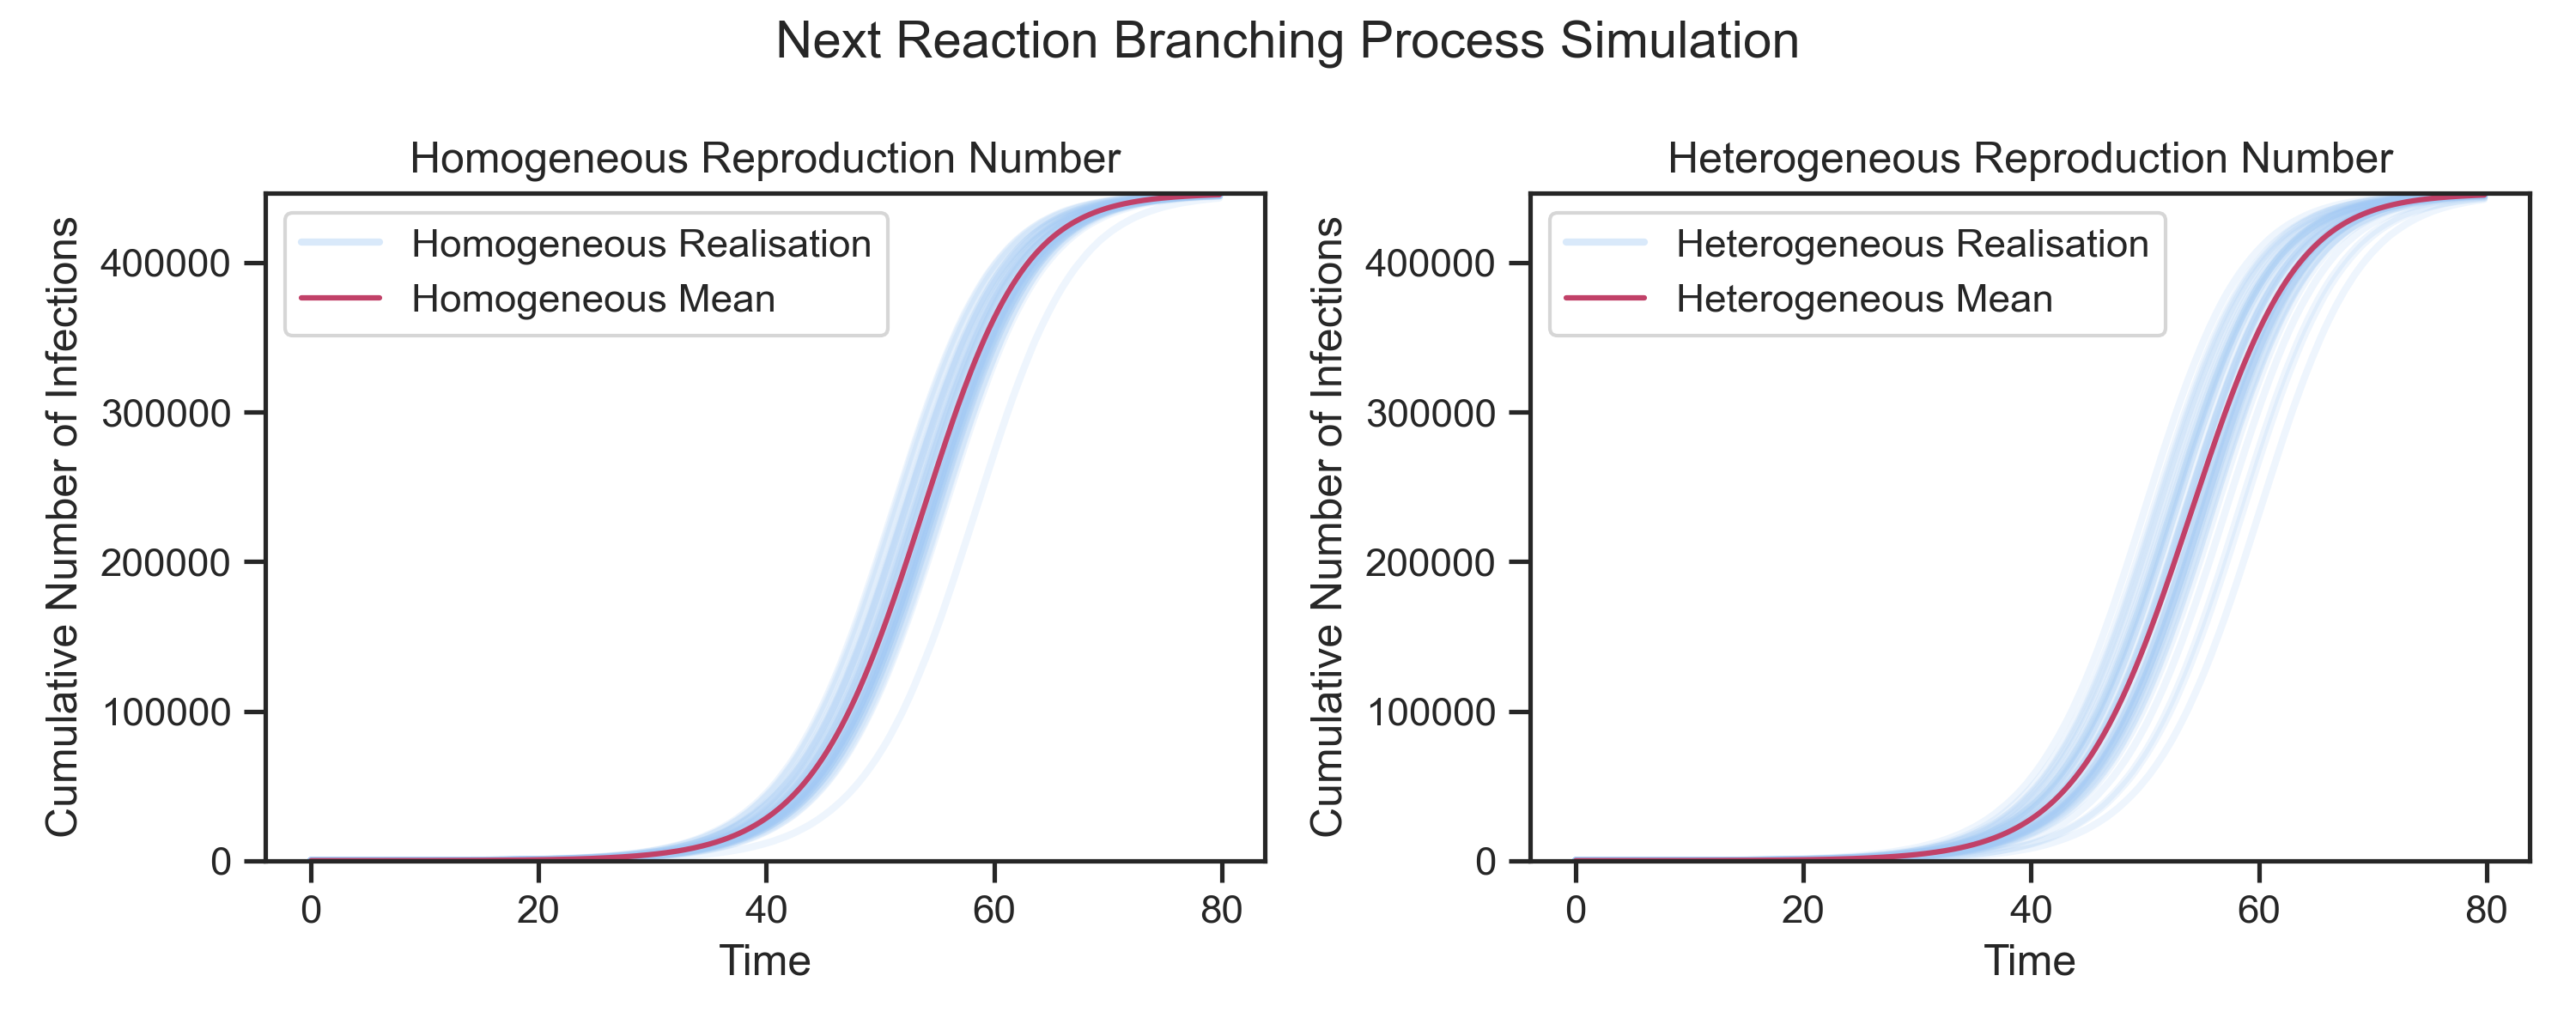 Next Reaction Branching Process Simulation
Homogeneous Reproduction Number
Homogeneous Realisation
Homogeneous Mean
Cumulative Number of Infections
400000
300000
200000
100000
0
0 20 40 60 80
Time
Heterogeneous Reproduction Number
Heterogeneous Realisation
Heterogeneous Mean
Cumulative Number of Infections
400000
300000
200000
100000
0
0 20 40 60 80
Time